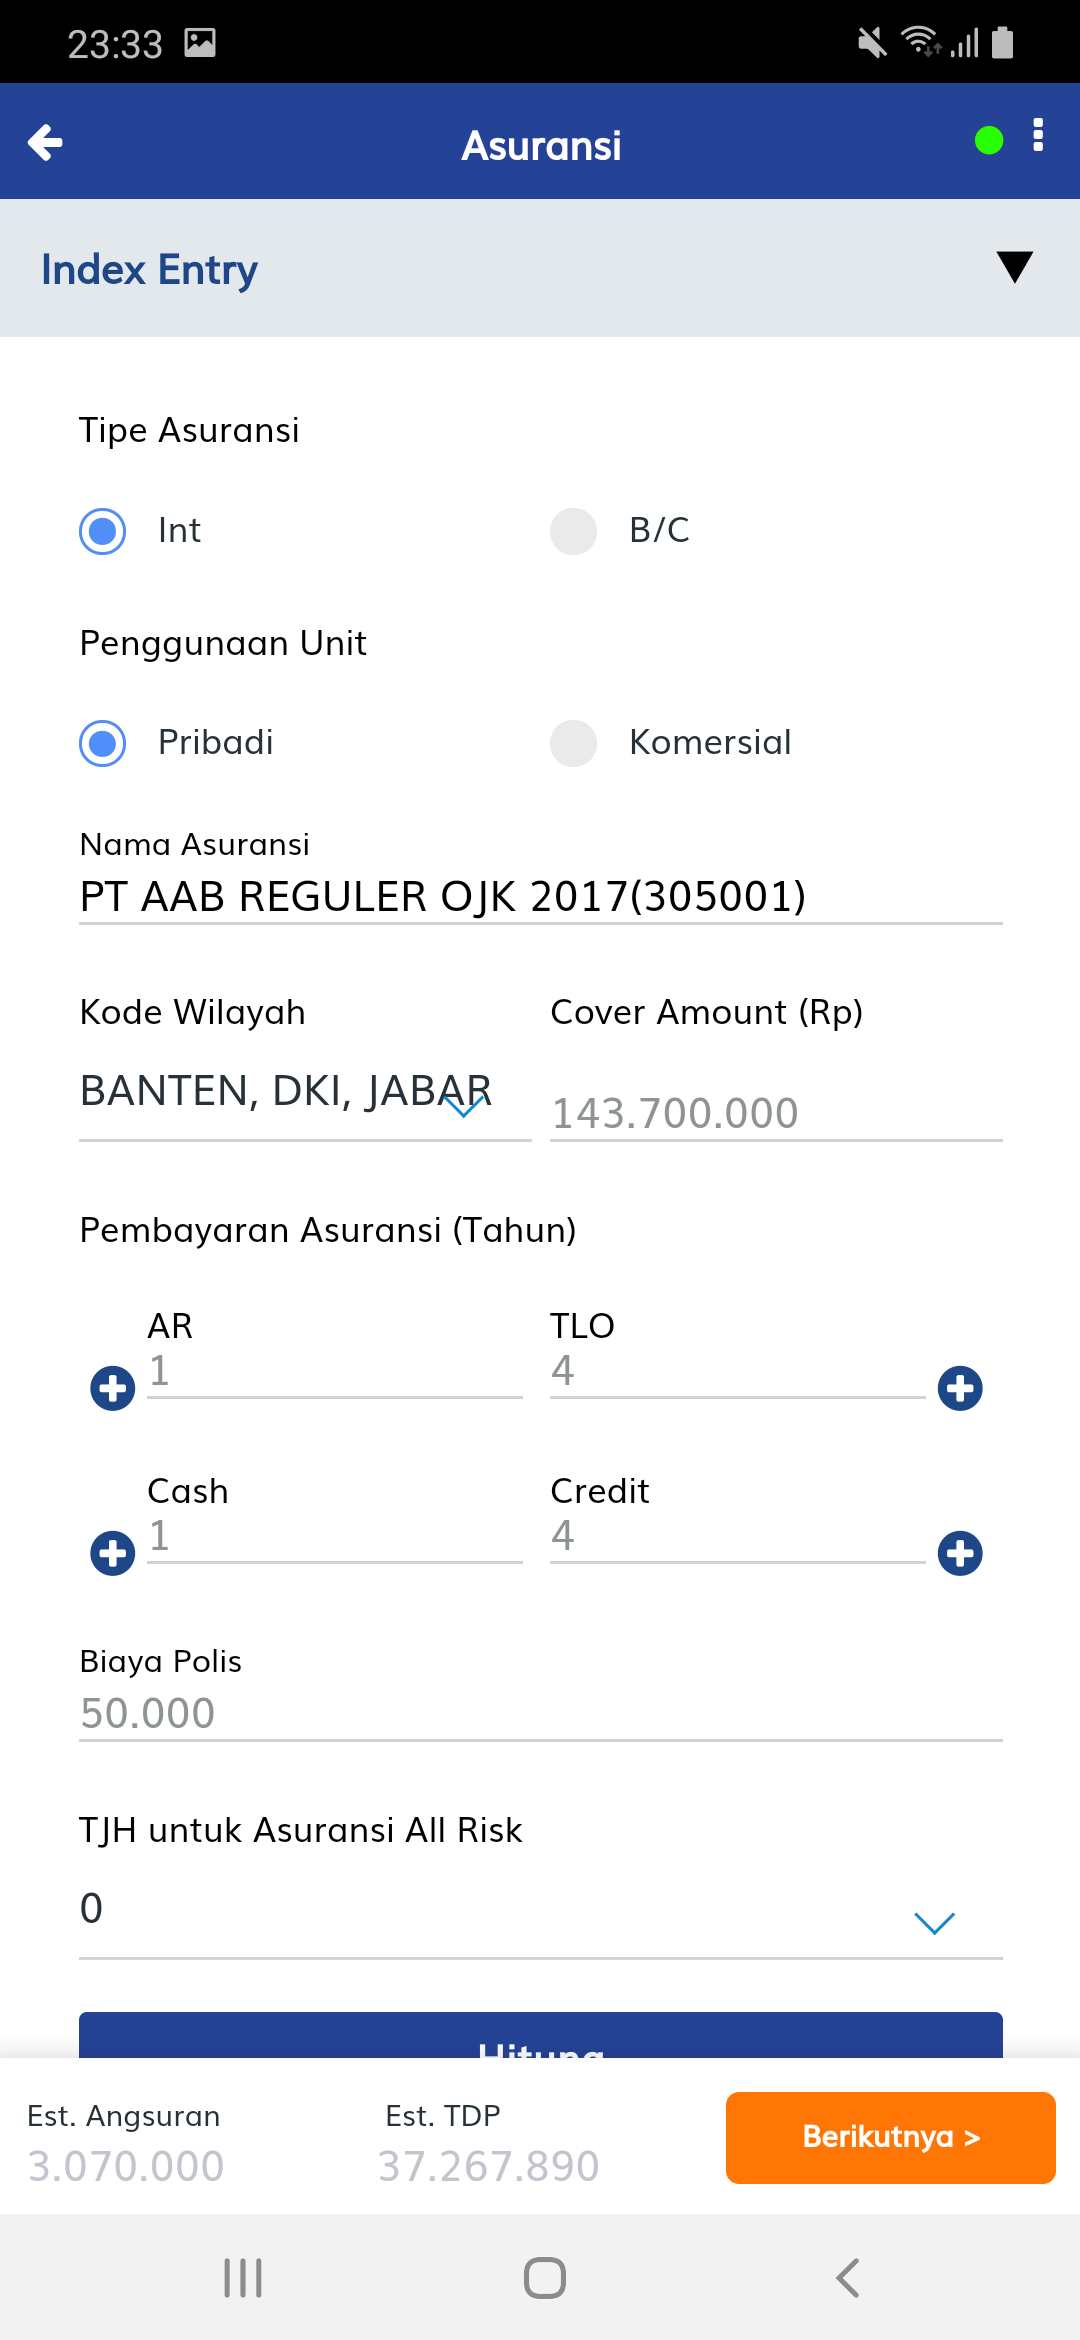 23:33
Asuransi
Index Entry
Tipe Asuransi
Int
B/C
Penggunaan Unit
Pribadi
Komersial
Nama Asuransi
PT AAB REGULER OJK 2017(305001)
Kode Wilayah
Cover Amount (Rp)
BANTEN, DKI, JABAR
143.700.000
Pembayaran Asuransi (Tahun)
AR
TLO
1
4
Cash
Credit
1
4
Biaya Polis
50.000
TJH untuk Asuransi All Risk
0
Hitung
Est. Angsuran
Est. TDP
Berikutnya >
3.070.000
37.267.890